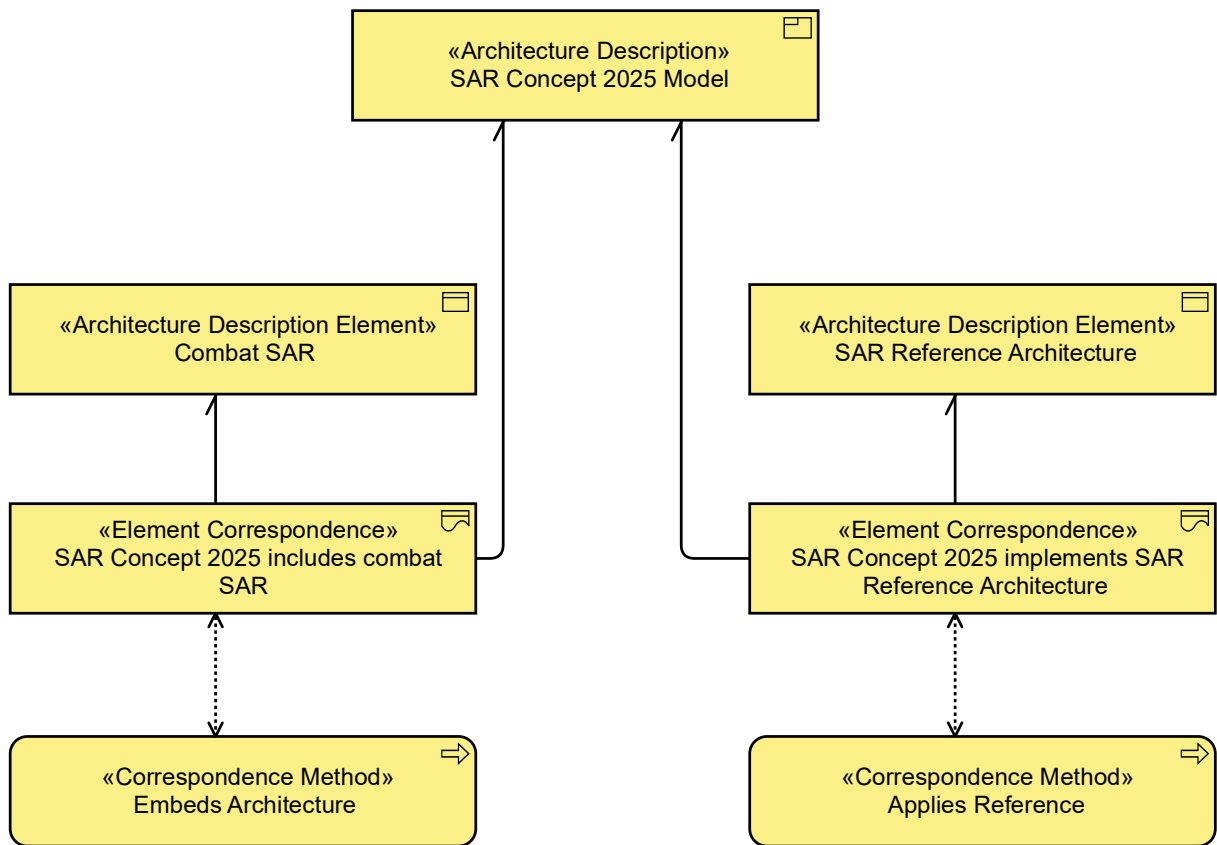 «Architecture Description»
SAR Concept 2025 Model
«Architecture Description Element»
Combat SAR
«Architecture Description Element»
SAR Reference Architecture
«Element Correspondence»
SAR Concept 2025 includes combat
SAR
«Element Correspondence»
SAR Concept 2025 implements SAR
Reference Architecture
«Correspondence Method»
Embeds Architecture
«Correspondence Method»
Applies Reference